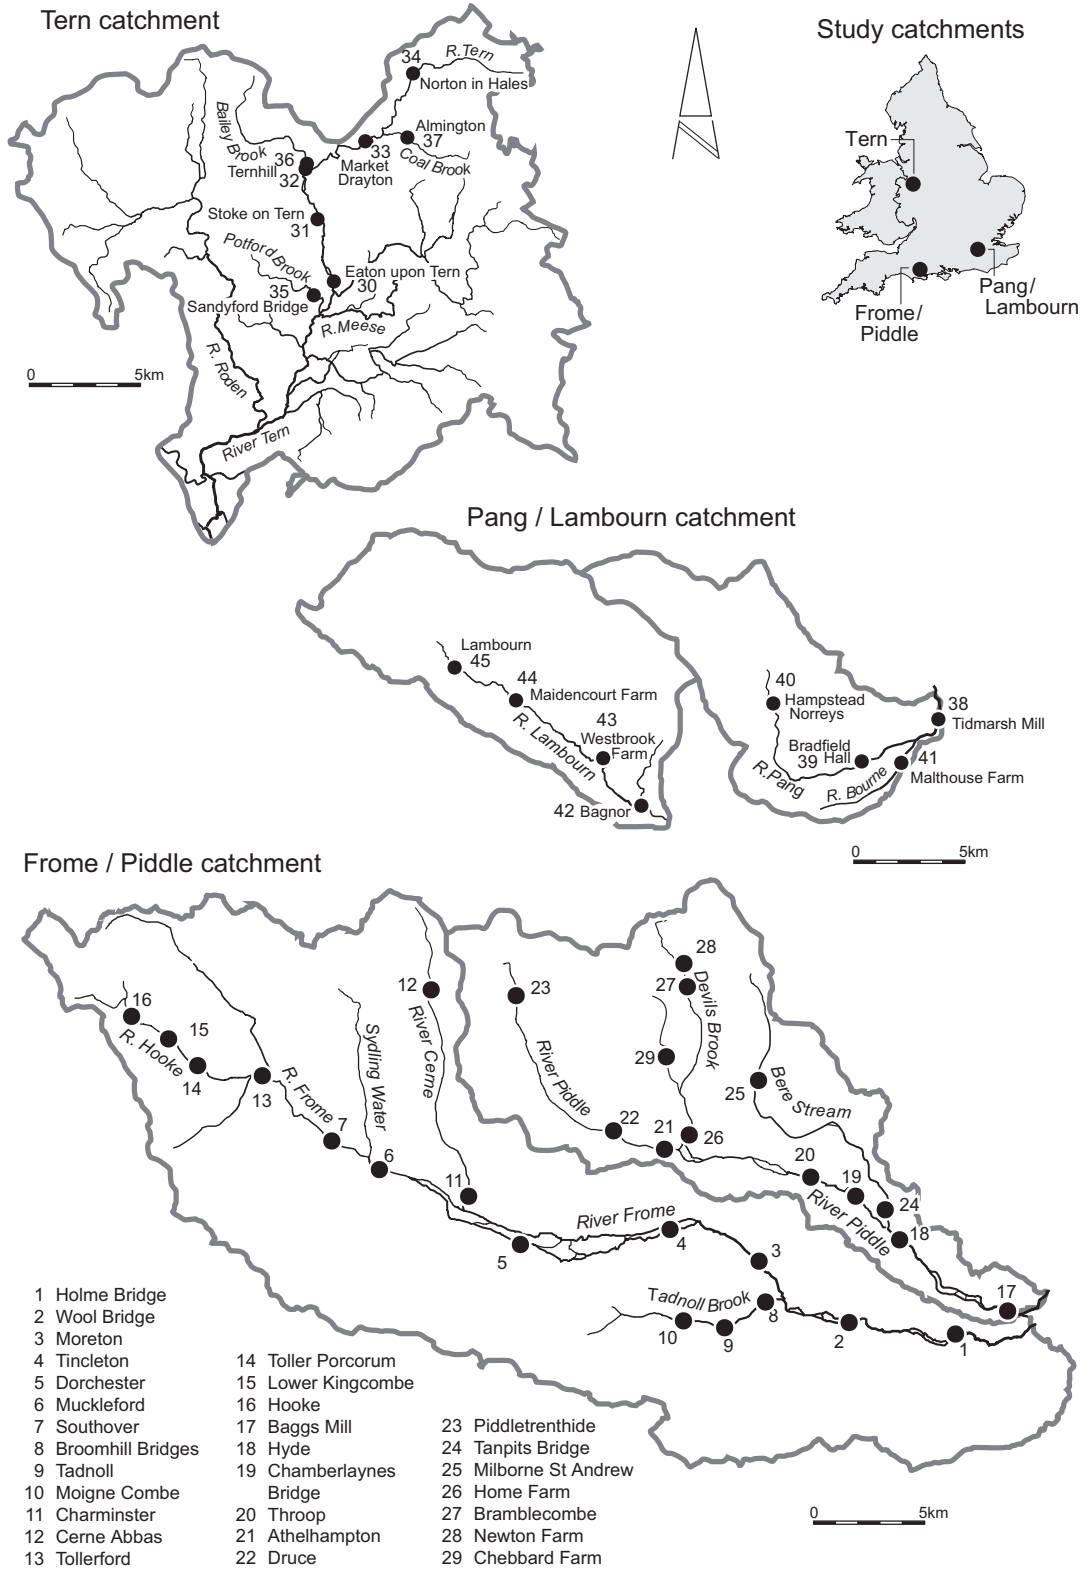 Tern catchment
Study catchments
34
R.Tern
Norton in Hales
Bailey Brook
Almington
37
36
Ternhill
32
33
Market
Drayton
Coal Brook
Stoke on Tern
31
Potford Brook
Eaton upon Tern
30
35
Sandyford Bridge
R.Meese
R. Roden
0 5km
River Tern
Tern
Pang/
Lambourn
Frome/
Piddle
Pang / Lambourn catchment
Lambourn
45
44
Maidencourt Farm
43
Westbrook
Farm
R. Lambourn
42 Bagnor
40
Hampstead
Norreys
38
Tidmarsh Mill
Bradfield
Hall
39
41
Malthouse Farm
R.Pang
R. Bourne
0 5km
Frome / Piddle catchment
16
15
R. Hooke
14
13
R. Frome
7
Sydling Water
6
12
River Cerne
11
23
River Piddle
22
28
27
Devils Brook
29
21
26
25
Bere Stream
20
19
24
18
River Piddle
17
River Frome
5
4
3
Tadnoll Brook
8
10
9
2
1
1 Holme Bridge
2 Wool Bridge
3 Moreton
4 Tincleton
5 Dorchester
6 Muckleford
7 Southover
8 Broomhill Bridges
9 Tadnoll
10 Moigne Combe
11 Charminster
12 Cerne Abbas
13 Tollerford
14 Toller Porcorum
15 Lower Kingcombe
16 Hooke
17 Baggs Mill
18 Hyde
19 Chamberlaynes
Bridge
20 Throop
21 Athelhampton
22 Druce
23 Piddletrenthide
24 Tanpits Bridge
25 Milborne St Andrew
26 Home Farm
27 Bramblecombe
28 Newton Farm
29 Chebbard Farm
0 5km